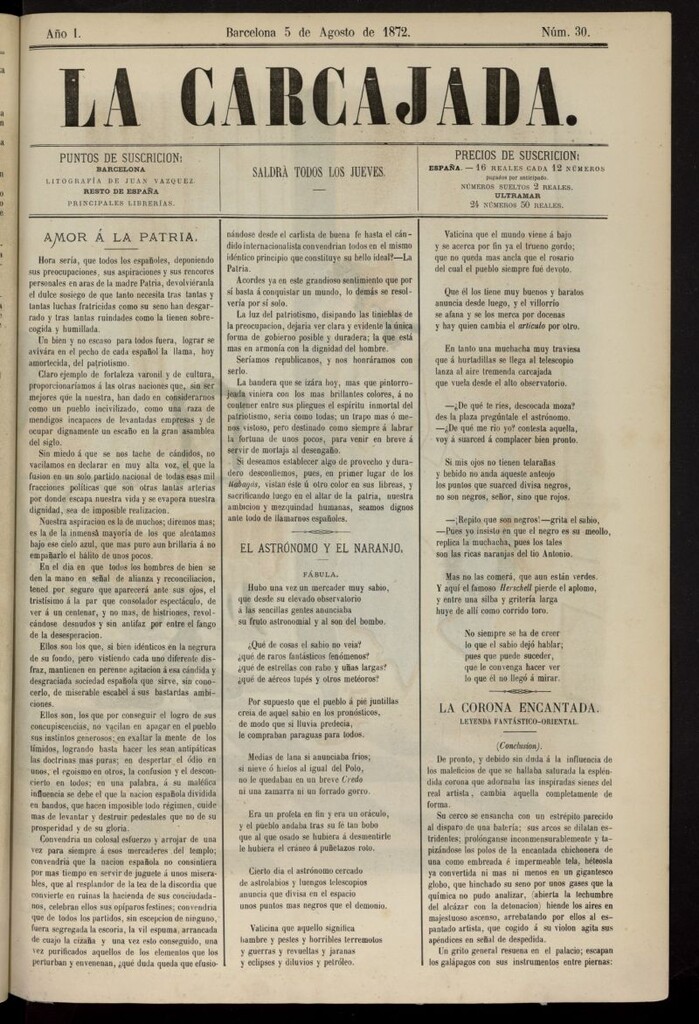 Año I.
Barcelona 5 de Agosto de 1872.
Núm. 30.
LA CARCAJADA.
PUNTOS DE SUSCRICION:
BARCELONA
LITOGRAFÍA DE JUAN VAZQUEZ
RESTO DE ESPAÑA
PRINCIPALES LIBRERÍAS.
SALDRÁ TODOS LOS JUEVES.
PRECIOS DE SUSCRICION:
ESPAÑA.—16 REALES CADA 12 NÚMEROS
pagados por anticipado.
NÚMEROS SUELTOS 2 REALES.
ULTRAMAR
24 NÚMEROS 50 REALES.
AMOR Á LA PATRIA.
Hora sería, que todos los españoles, deponiendo
sus preocupaciones, sus aspiraciones y sus rencores
personales en aras de la madre Patria, devolviéranla
el dulce sosiego de que tanto necesita tras tantas y
tantas luchas fratricidas como su seno han desgar-
rado y tras tantas ruindades como la tienen sobre-
cogida y humillada.
Un bien y no escaso para todos fuera, lograr se
avivára en el pecho de cada español la llama, hoy
amortecida, del patriotismo.
Claro ejemplo de fortaleza varonil y de cultura,
proporcionaríamos á las otras naciones que, sin ser
mejores que la nuestra, han dado en considerarnos
como un pueblo incivilizado, como una raza de
mendigos incapaces de levantadas empresas y de
ocupar dignamente un escaño en la gran asamblea
del siglo.
Sin miedo á que se nos tache de cándidos, no
vacilamos en declarar en muy alta voz, el que la
fusion en un solo partido nacional de todas esas mil
fracciones políticas que son otras tantas arterias
por donde escapa nuestra vida y se evapora nuestra
dignidad, sea de imposible realizacion.
Nuestra aspiracion es la de muchos; diremos mas;
es la de la inmensa mayoría de los que alentamos
bajo ese cielo azul, que mas puro aun brillaria á no
empañarlo el hálito de unos pocos.
En el dia en que todos los hombres de bien se
den la mano en señal de alianza y reconciliacion,
tened por seguro que aparecerá ante sus ojos, el
tristísimo á la par que consolador espectáculo, de
ver á un centenar, y no mas, de histriones, revol-
cándose desnudos y sin antifaz por entre el fango
de la desesperacion.
Ellos son los que, si bien idénticos en la negrura
de su fondo, pero vistiendo cada uno diferente dis-
fraz, mantienen en perenne agitacion á esa cándida y
desgraciada sociedad española que sirve, sin cono-
cerlo, de miserable escabel á sus bastardas ambi-
ciones.
Ellos son, los que por conseguir el logro de sus
concupiscencias, no vacilan en apagar en el pueblo
sus instintos generosos; en exaltar la mente de los
tímidos, logrando hasta hacer les sean antipáticas
las doctrinas mas puras; en despertar el ódio en
unos, el egoismo en otros, la confusion y el descon-
cierto en todos; en una palabra, á su maléfica
influencia se debe el que la nacion española dividida
en bandos, que hacen imposible todo régimen, cuide
mas de levantar y destruir pedestales que no de su
prosperidad y de su gloria.
Convendria un colosal esfuerzo y arrojar de una
vez para siempre á esos mercaderes del templo;
convendria que la nacion española no consintiera
por mas tiempo en servir de juguete á unos misera-
bles, que al resplandor de la tea de la discordia que
convierte en ruinas la hacienda de sus conciudada-
nos, celebran ellos sus opíparos festines; convendria
que de todos los partidos, sin escepcion de ninguno,
fuera segregada la escoria, la vil espuma, arrancada
de cuajo la cizaña y una vez esto conseguido, una
vez purificados aquellos de los elementos que los
perturban y envenenan, ¿qué duda queda que efusio-
nándose desde el carlista de buena fe hasta el cán-
dido internacionalista convendrian todos en el mismo
idéntico principio que constituye su bello ideal?—La
Patria.
Acordes ya en este grandioso sentimiento que por
sí basta á conquistar un mundo, lo demás se resol-
vería por sí solo.
La luz del patriotismo, disipando las tinieblas de
la preocupacion, dejaria ver clara y evidente la única
forma de gobierno posible y duradera; la que está
mas en armonía con la dignidad del hombre.
Seríamos republicanos, y nos honráramos con
serlo.
La bandera que se izára hoy, mas que pintorro-
jeada viniera con los mas brillantes colores, á no
contener entre sus pliegues el espíritu inmortal del
patriotismo, seria como todas; un trapo mas ó me-
nos vistoso, pero destinado como siempre á labrar
la fortuna de unos pocos, para venir en breve á
servir de mortaja al desengaño.
Si deseamos establecer algo de provecho y dura-
dero desconfiemos, pues, en primer lugar de los
Rabagás, vistan éste ú otro color en sus libreas, y
sacrificando luego en el altar de la patria, nuestra
ambicion y mezquindad humanas, seamos dignos
ante todo de llamarnos españoles.
EL ASTRÓNOMO Y EL NARANJO.
FÁBULA.
Hubo una vez un mercader muy sabio,
que desde su elevado observatorio
á las sencillas gentes anunciaba
su fruto astronomial y al son del bombo.
¿Qué de cosas el sabio no veia?
¿qué de raros fantásticos fenómenos?
¿qué de estrellas con rabo y uñas largas?
¿qué de aéreos tupés y otros meteóros?
Por supuesto que el pueblo á pié juntillas
creia de aquel sabio en los pronósticos,
de modo que si lluvia predecia,
le compraban paraguas para todos.
Medias de lana si anunciaba frios;
si nieve ó hielos al igual del Polo,
no le quedaban en un breve Credo
ni una zamarra ni un forrado gorro.
Era un profeta en fin y era un oráculo,
y el pueblo andaba tras su fé tan bobo
que al que osado se hubiera á desmentirle
le hubiera el cráneo á puñetazos roto.
Cierto dia el astrónomo cercado
de astrolabios y luengos telescopios
anuncia que divisa en el espacio
unos puntos mas negros que el demonio.
Vaticina que aquello significa
hambre y pestes y horribles terremotos
y guerras y revueltas y jaranas
y eclipses y diluvios y petróleo.
Vaticina que el mundo viene á bajo
y se acerca por fin ya el trueno gordo;
que no queda mas ancla que el rosario
del cual el pueblo siempre fué devoto.
Que él los tiene muy buenos y baratos
anuncia desde luego, y el villorrio
se afana y se los merca por docenas
y hay quien cambia el artículo por otro.
En tanto una muchacha muy traviesa
que á hurtadillas se llega al telescopio
lanza al aire tremenda carcajada
que vuela desde el alto observatorio.
—¿De qué te ries, descocada moza?
des la plaza pregúntale el astrónomo.
—¿De qué me rio yo? contesta aquella,
voy á suarced á complacer bien pronto.
Si mis ojo no tienen telarañas
y bebido no anda aqueste anteojo
los puntos que suarced divisa negros,
no son negros, señor, sino que rojos.
—¡Repito que son negros!—grita el sabio,
—Pues yo insisto en que el negro es su meollo,
replica la muchacha, pues los tales
son las ricas naranjas del tio Antonio.
Mas no las comerá, que aun están verdes.
Y aquí el famoso Herschell pierde el aplomo,
y entre una silba y gritería larga
huye de allí como corrido toro.
No siempre se ha de creer
lo que el sabio dejó hablar;
pues que puede suceder,
que le convenga hacer ver
lo que él no llegó á mirar.
LA CORONA ENCANTADA.
LEYENDA FANTÁSTICO-ORIENTAL.
(Conclusion).
De pronto, y debido sin duda á la influencia de
los maleficios de que se hallaba saturada la esplén-
dida corona que adornaba las inspiradas sienes del
real artista, cambia aquella completamente de
forma.
Su cerco se ensancha con un estrépito parecido
al disparo de una batería; sus arcos se dilatan es-
tridentes; prolónganse inconmensurablemente y ta-
pizándose los polos de la encantada chichonera de
una como embreada é impermeable tela, héteosla
ya convertida ni mas ni menos en un gigantesco
globo, que hinchado su seno por unos gases que la
química no pudo analizar, (abierta la techumbre
del alcázar con la detonacion) hiende los aires en
majestuoso ascenso, arrebatando por ellos al es-
pantado artista, que cogido á su violon agita sus
apéndices en señal de despedida.
Un grito general resuena en el palacio; escapan
los galápagos con sus instrumentos entre piernas: